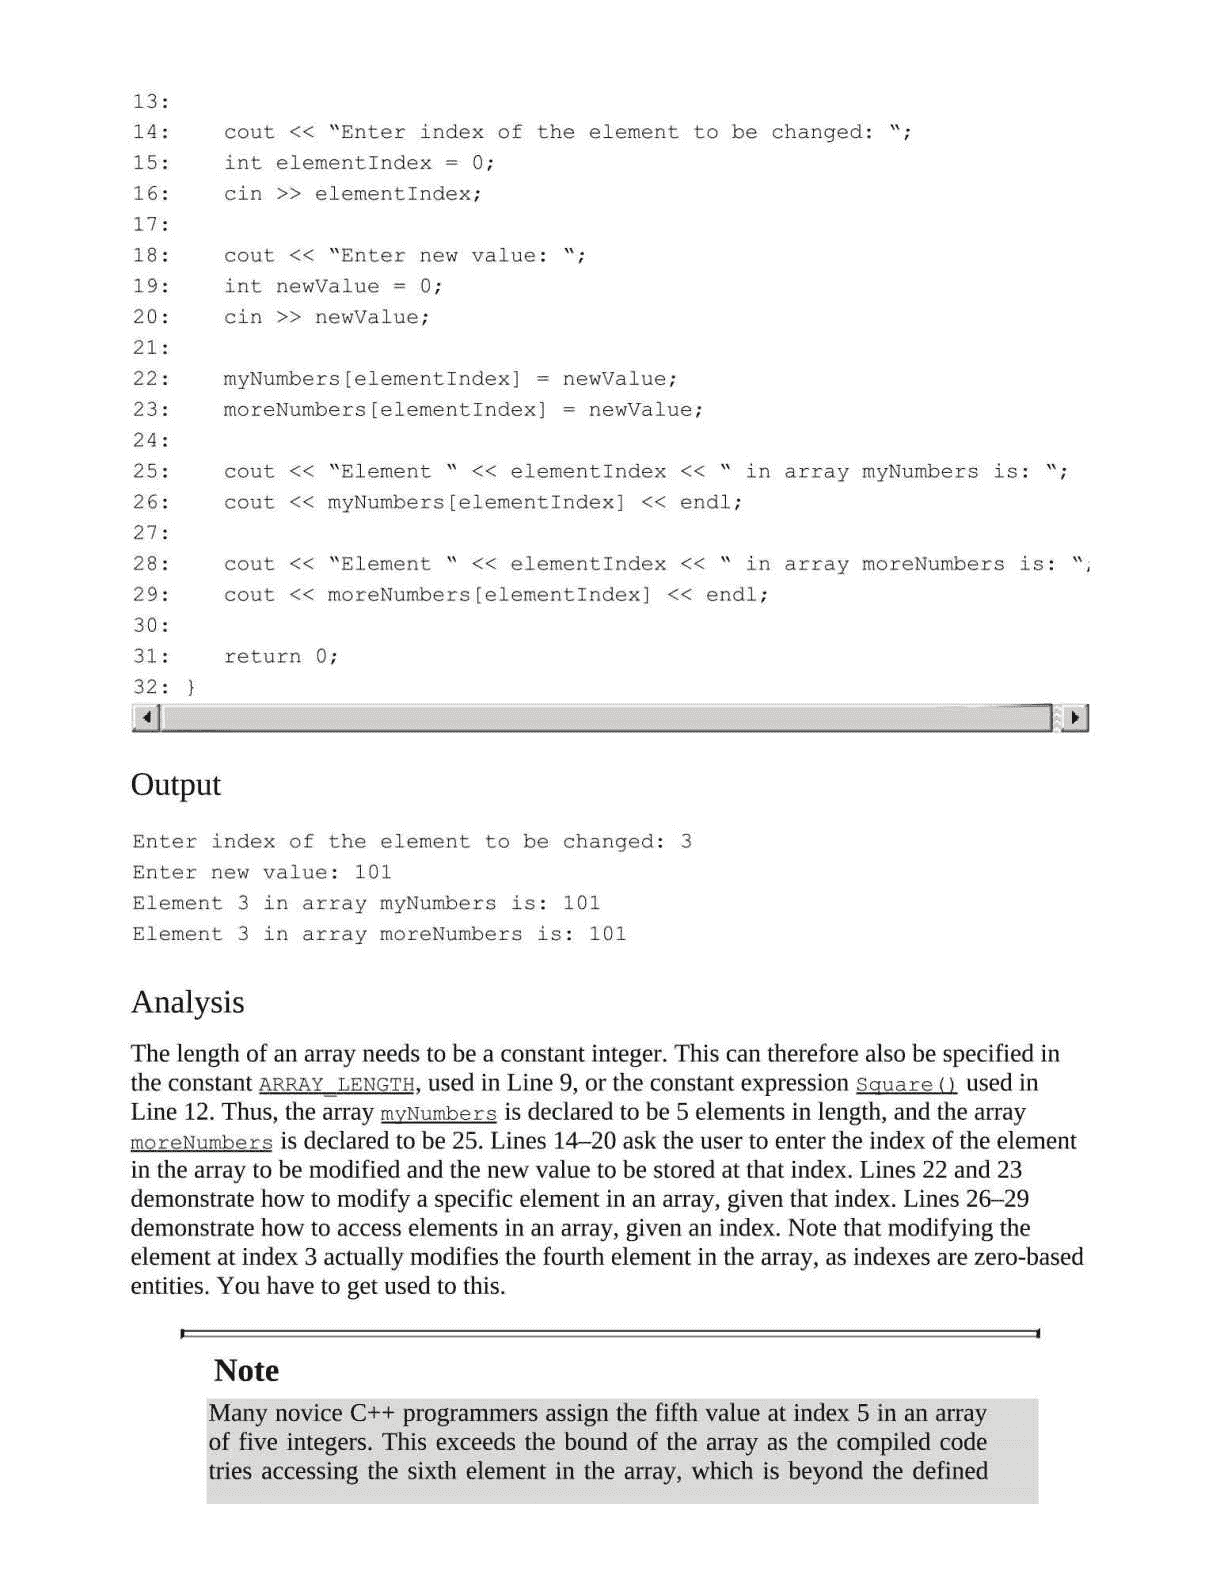 13:
14: cout << “Enter index of the element to be changed: “;
15: int elementIndex = 0;
16: cin >> elementIndex;
17:
18: cout << “Enter new value: “;
19: int newValue = 0;
20: cin >> newValue;
21:
22: myNumbers[elementIndex] = newValue;
23: moreNumbers[elementIndex] = newValue;
24:
25: cout << “Element “ << elementIndex << “ in array myNumbers is: “;
26: cout << myNumbers[elementIndex] << endl;
27:
28: cout << “Element “ << elementIndex << “ in array moreNumbers is: “;
29: cout << moreNumbers[elementIndex] << endl;
30:
31: return 0;
32: }
Output
Enter index of the element to be changed: 3
Enter new value: 101
Element 3 in array myNumbers is: 101
Element 3 in array moreNumbers is: 101
Analysis
The length of an array needs to be a constant integer. This can therefore also be specified in
the constant ARRAY_LENGTH, used in Line 9, or the constant expression Square() used in
Line 12. Thus, the array myNumbers is declared to be 5 elements in length, and the array
moreNumbers is declared to be 25. Lines 14–20 ask the user to enter the index of the element
in the array to be modified and the new value to be stored at that index. Lines 22 and 23
demonstrate how to modify a specific element in an array, given that index. Lines 26–29
demonstrate how to access elements in an array, given an index. Note that modifying the
element at index 3 actually modifies the fourth element in the array, as indexes are zero-based
entities. You have to get used to this.
Note
Many novice C++ programmers assign the fifth value at index 5 in an array
of five integers. This exceeds the bound of the array as the compiled code
tries accessing the sixth element in the array, which is beyond the defined